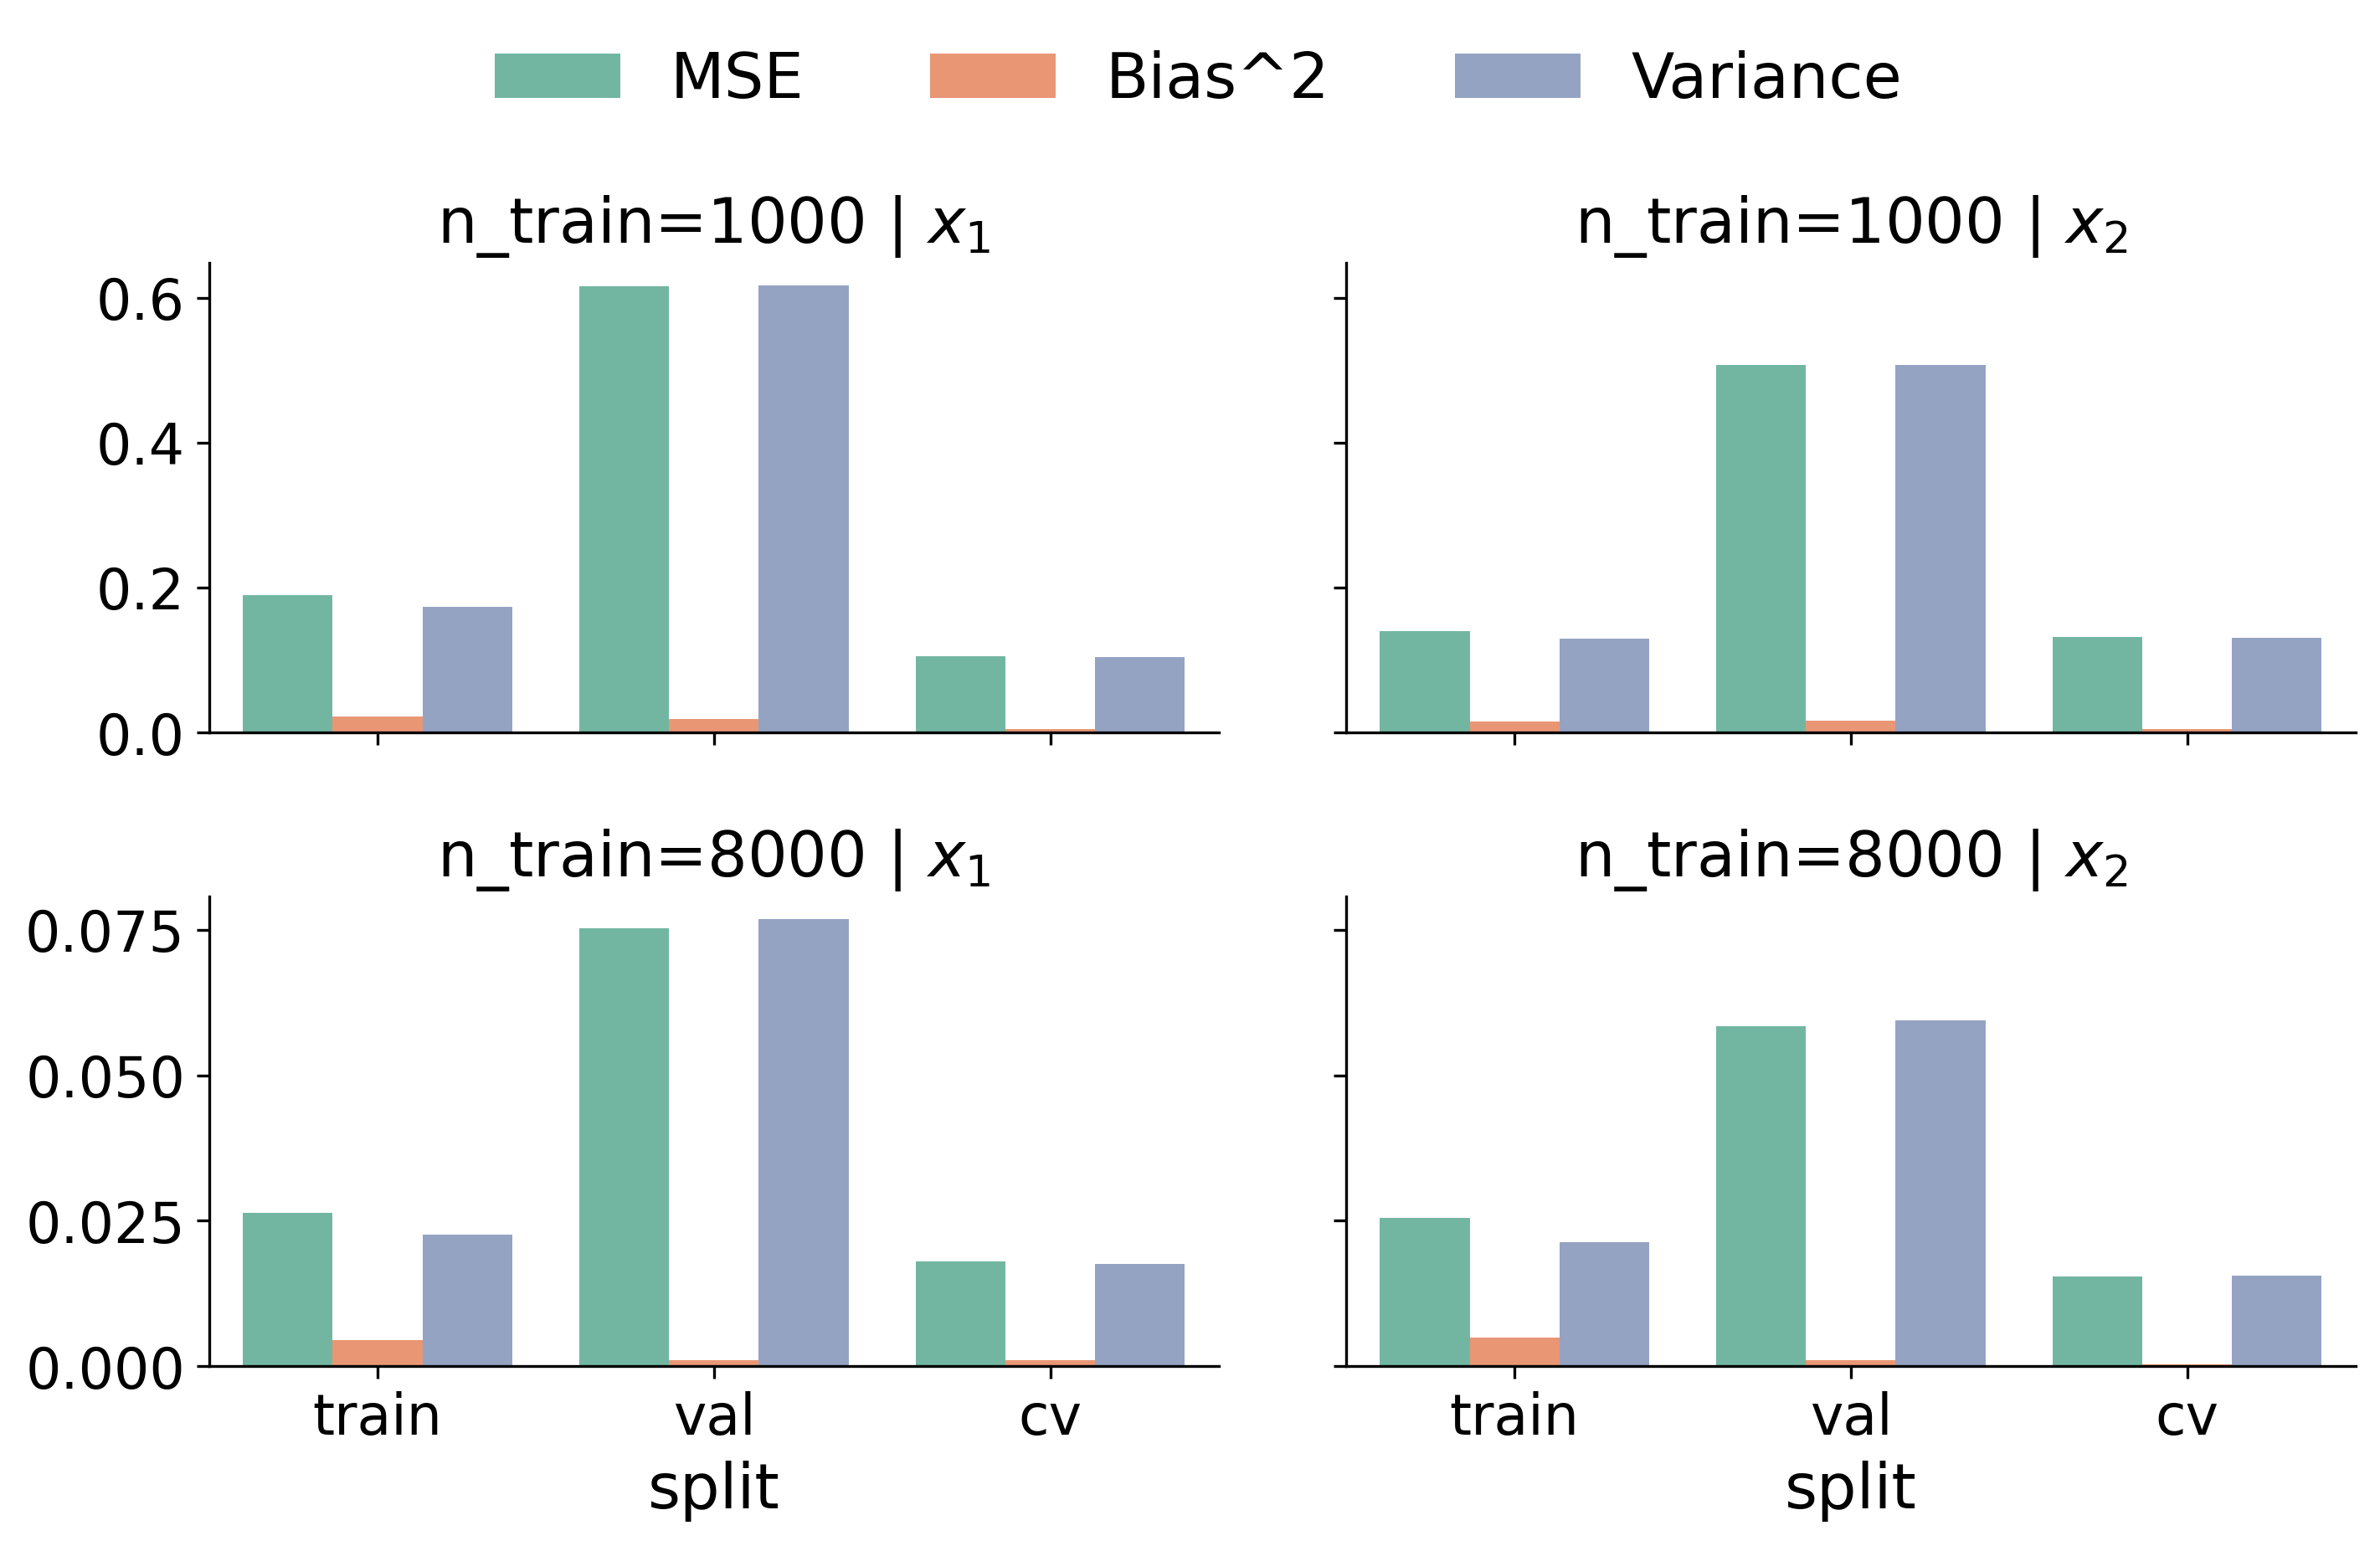 MSE Bias^2 Variance
n_train=1000 | x₁
n_train=1000 | x₂
0.6
0.4
0.2
0.0
n_train=8000 | x₁
n_train=8000 | x₂
0.075
0.050
0.025
0.000
train val cv
train val cv
split
split